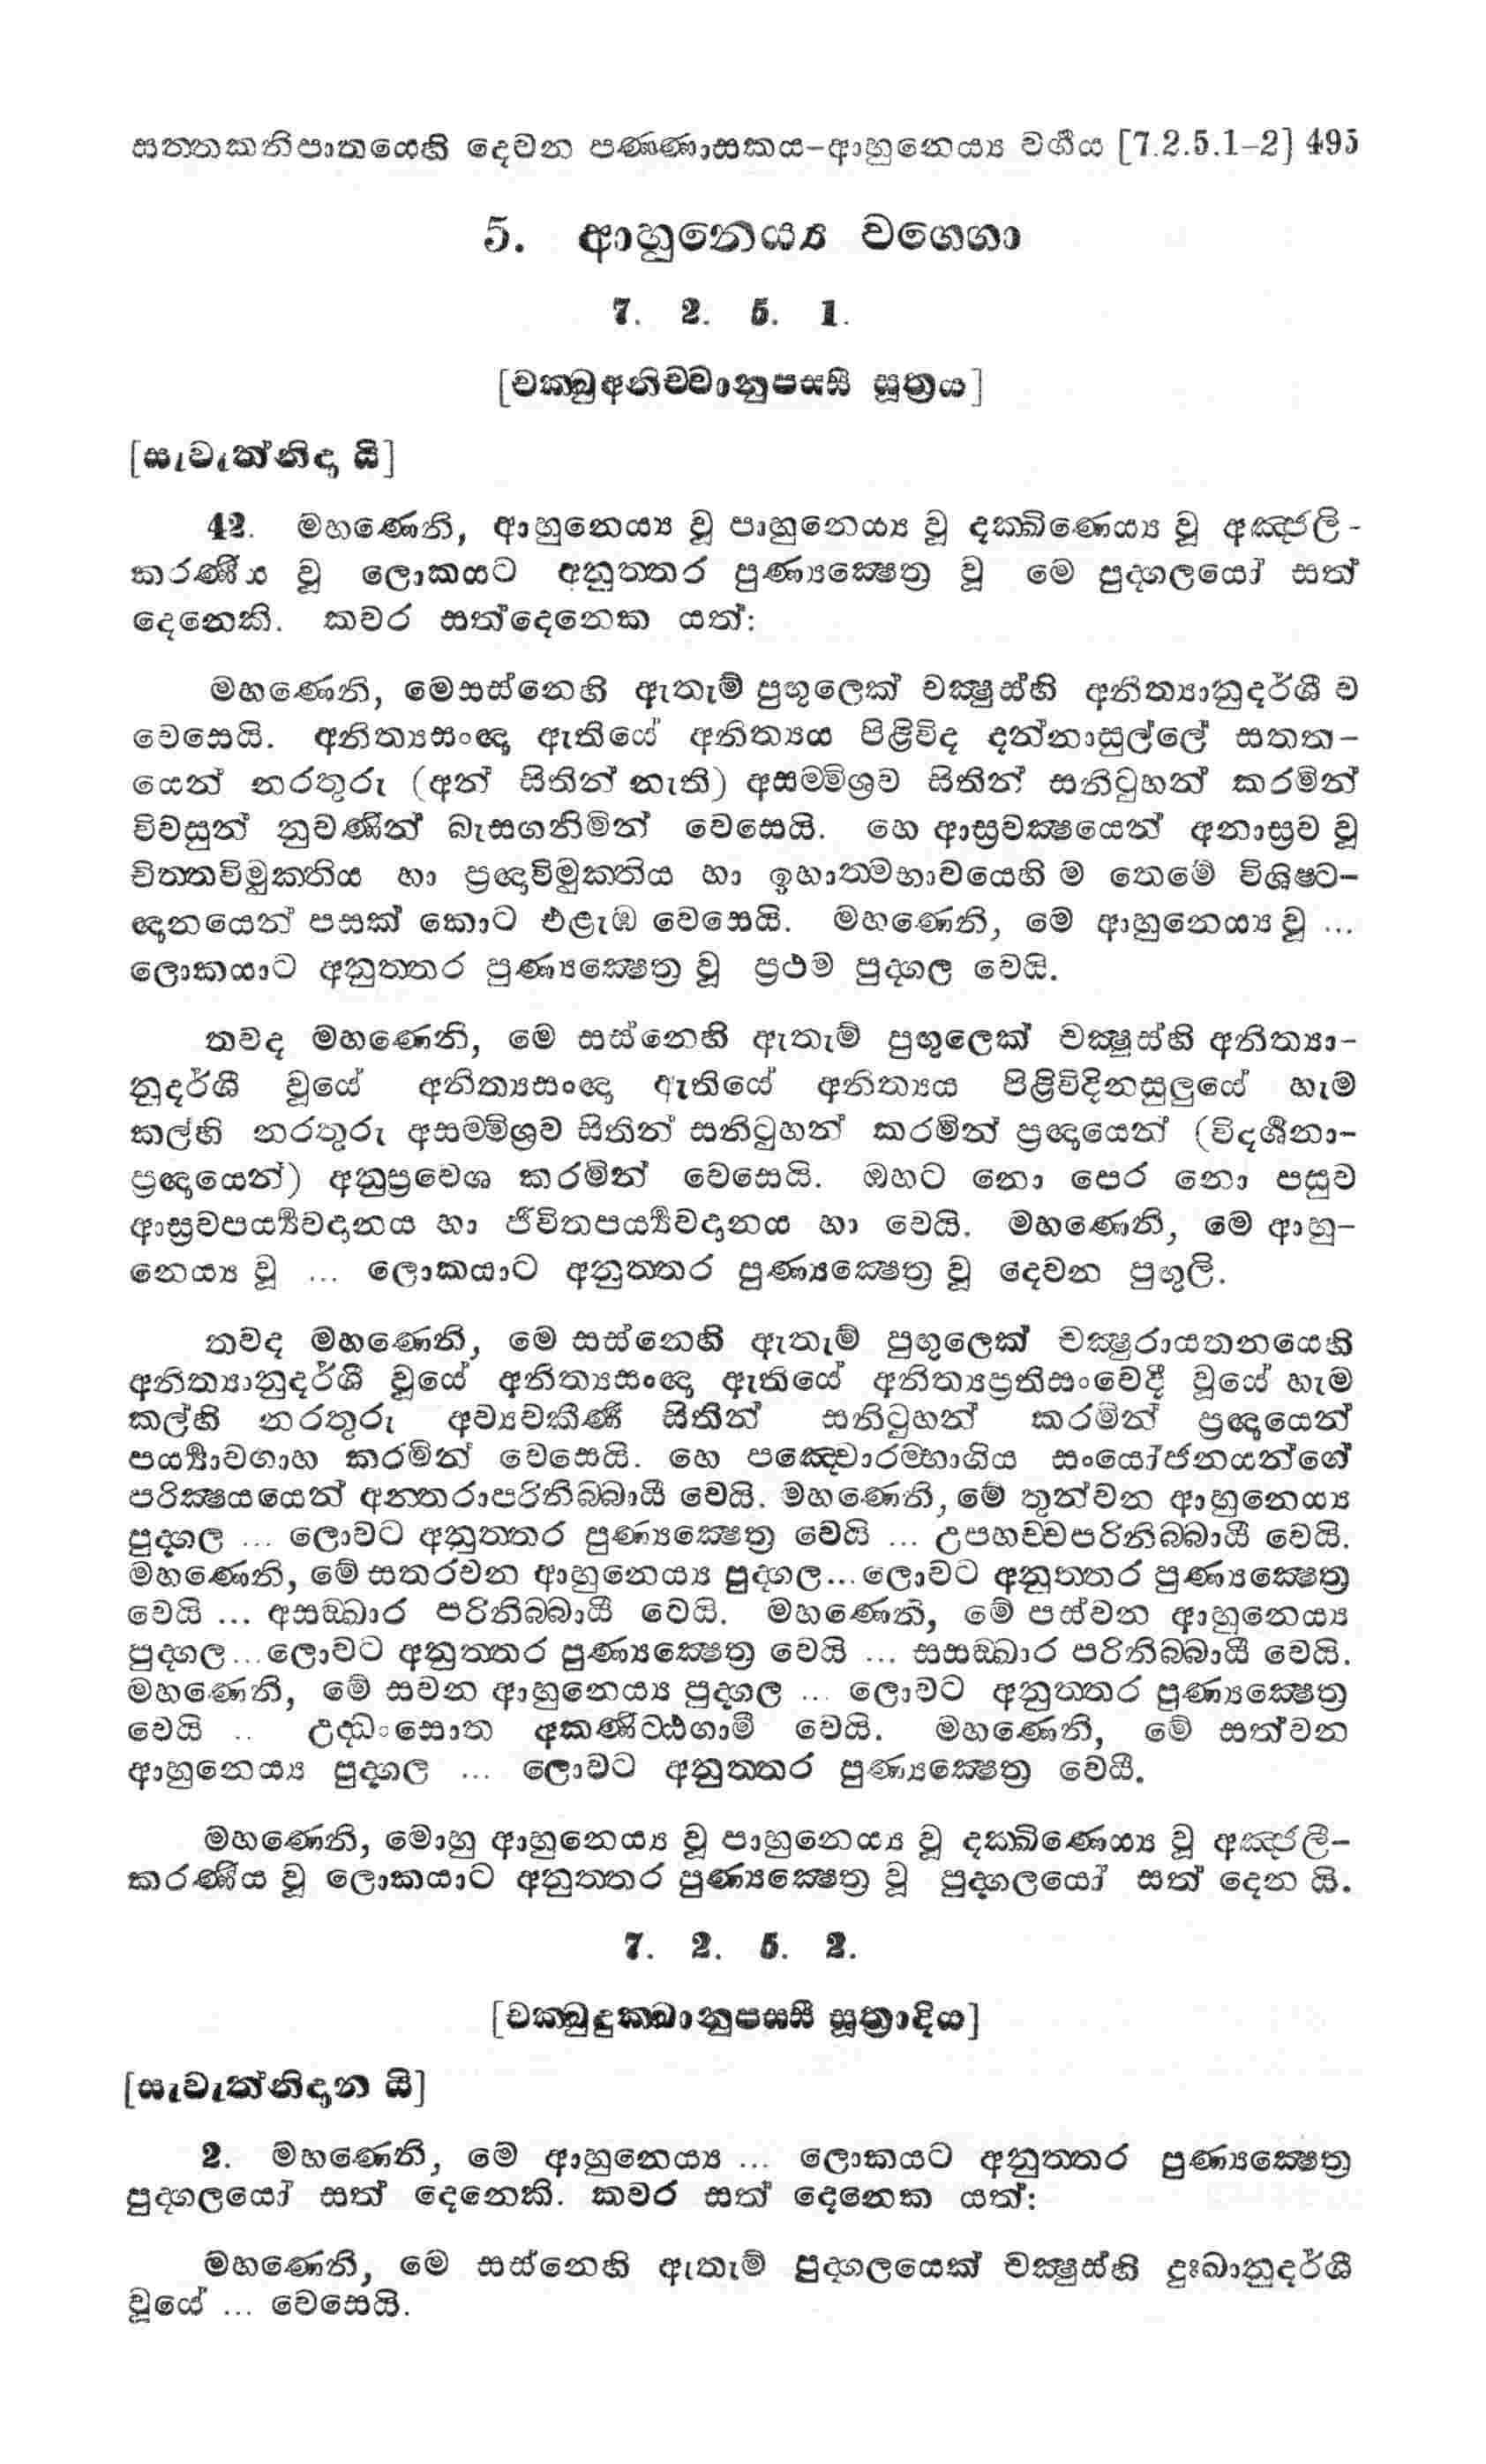 සත්තකනිපාතයෙහි දෙවන පණ්ණාසකය-ආහුනෙය්‍ය වර්‍ගය [7.2.5.1–2] 495
5. ආහුනෙය්‍ය වග්ගො
7. 2. 5. 1.
[චක්ඛුඅනිච්චානුපස්සී සූත්‍රය]
[සැවැත්නිදා යි]
42. මහණෙනි, ආහුනෙය්‍ය වූ පාහුනෙය්‍ය වූ දක්ඛිණෙය්‍ය වූ අඤ්ජලි-
කරණීය වූ ලොකයට අනුත්තර පුණ්‍යක්‍ෂෙත්‍ර වූ මෙ පුද්ගලයෝ සත්
දෙනෙකි. කවර සත්දෙනෙක යත්:
මහණෙනි, මෙසස්නෙහි ඇතැම් පුඟුලෙක් චක්‍ෂුස්හි අනිත්‍යානුදර්ශී ව
වෙසෙයි. අනිත්‍යසංඥා ඇතියේ අනිත්‍යය පිළිවිද දන්නාසුල්ලේ සතත-
යෙන් නරතුරු (අන් සිතින් නැති) අසම්මිශ්‍රව සිතින් සනිටුහන් කරමින්
විවසුන් නුවණින් බැසගනිමින් වෙසෙයි. හෙ ආස්‍රවක්‍ෂයෙන් අනාස්‍රව වූ
චිත්තවිමුක්තිය හා ප්‍රඥාවිමුක්තිය හා ඉහාත්මභාවයෙහි ම තෙමේ විශිෂ්ට-
ඥානයෙන් පසක් කොට එළැඹ වෙසෙයි. මහණෙනි, මෙ ආහුනෙය්‍ය වූ ...
ලොකයාට අනුත්තර පුණ්‍යක්‍ෂෙත්‍ර වූ ප්‍රථම පුද්ගල වෙයි.
තවද මහණෙනි, මෙ සස්නෙහි ඇතැම් පුඟුලෙක් චක්‍ෂුස්හි අනිත්‍යා-
නුදර්ශී වූයේ අනිත්‍යසංඥා ඇතියේ අනිත්‍යය පිළිවිදිනසුලුයේ හැම
කල්හි නරතුරු අසම්මිශ්‍රව සිතින් සනිටුහන් කරමින් ප්‍රඥායෙන් (විදර්‍ශනා-
ප්‍රඥායෙන්) අනුප්‍රවෙශ කරමින් වෙසෙයි. ඔහට නො පෙර නො පසුව
ආස්‍රවපර්‍ය්‍යවදානය හා ජීවිතපර්‍ය්‍යවදානය හා වෙයි. මහණෙනි, මෙ ආහු-
නෙය්‍ය වූ ... ලොකයාට අනුත්තර පුණ්‍යක්‍ෂෙත්‍ර වූ දෙවන පුඟුලි.
තවද මහණෙනි, මෙ සස්නෙහි ඇතැම් පුඟුලෙක් චක්‍ෂුරායතනයෙහි
අනිත්‍යානුදර්ශී වූයේ අනිත්‍යසංඥා ඇතියේ අනිත්‍යප්‍රතිසංවෙදී වූයේ හැම
කල්හි නරතුරු අව්‍යවකීර්‍ණ සිතින් සනිටුහන් කරමින් ප්‍රඥායෙන්
පර්‍ය්‍යාවගාහ කරමින් වෙසෙයි. හෙ පඤ්චොරම්භාගිය සංයෝජනයන්ගේ
පරික්‍ෂයයෙන් අන්තරාපරිනිබ්බායී වෙයි. මහණෙනි, මේ තුන්වන ආහුනෙය්‍ය
පුද්ගල ... ලොවට අනුත්තර පුණ්‍යක්‍ෂෙත්‍ර වෙයි ... උපහච්චපරිනිබ්බායී වෙයි.
මහණෙනි, මේ සතරවන ආහුනෙය්‍ය පුද්ගල... ලොවට අනුත්තර පුණ්‍යක්‍ෂෙත්‍ර
වෙයි ... අසඞ්ඛාර පරිනිබ්බායී වෙයි. මහණෙනි, මේ පස්වන ආහුනෙය්‍ය
පුද්ගල... ලොවට අනුත්තර පුණ්‍යක්‍ෂෙත්‍ර වෙයි ... සසඞ්ඛාර පරිනිබ්බායී වෙයි.
මහණෙනි, මේ සවන ආහුනෙය්‍ය පුද්ගල ... ලොවට අනුත්තර පුණ්‍යක්‍ෂෙත්‍ර
වෙයි .. උද්ධංසොත අකණිට්ඨගාමී වෙයි. මහණෙනි, මේ සත්වන
ආහුනෙය්‍ය පුද්ගල ... ලොවට අනුත්තර පුණ්‍යක්‍ෂෙත්‍ර වෙයී.
මහණෙනි, මොහු ආහුනෙය්‍ය වූ පාහුනෙය්‍ය වූ දක්ඛිණෙය්‍ය වූ අඤ්ජලි-
කරණීය වූ ලොකයාට අනුත්තර පුණ්‍යක්‍ෂෙත්‍ර වූ පුද්ගලයෝ සත් දෙන යි.
7. 2. 5. 2.
[චක්ඛුදුක්ඛානුපස්සී සූත්‍රාදිය]
[සැවැත්නිදාන යි]
2. මහණෙනි, මෙ ආහුනෙය්‍ය ... ලොකයට අනුත්තර පුණ්‍යක්‍ෂෙත්‍ර
පුද්ගලයෝ සත් දෙනෙකි. කවර සත් දෙනෙක යත්:
මහණෙනි, මෙ සස්නෙහි ඇතැම් පුද්ගලයෙක් චක්‍ෂුස්හි දුඃඛානුදර්ශී
වූයේ ... වෙසෙයි.